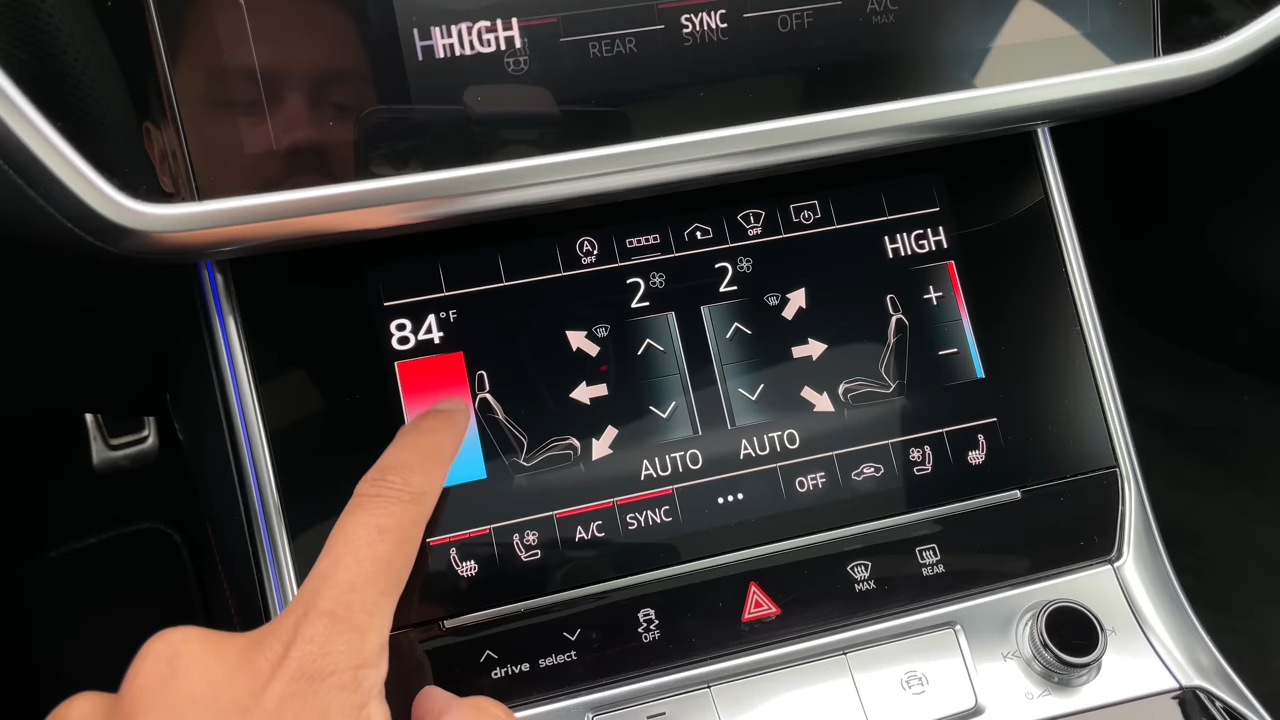 HIGH REAR SYNC OFF A/C MAX
OFF OFF
HIGH
2 2
84°F
AUTO AUTO
A/C SYNC ... OFF
MAX REAR
OFF
drive select